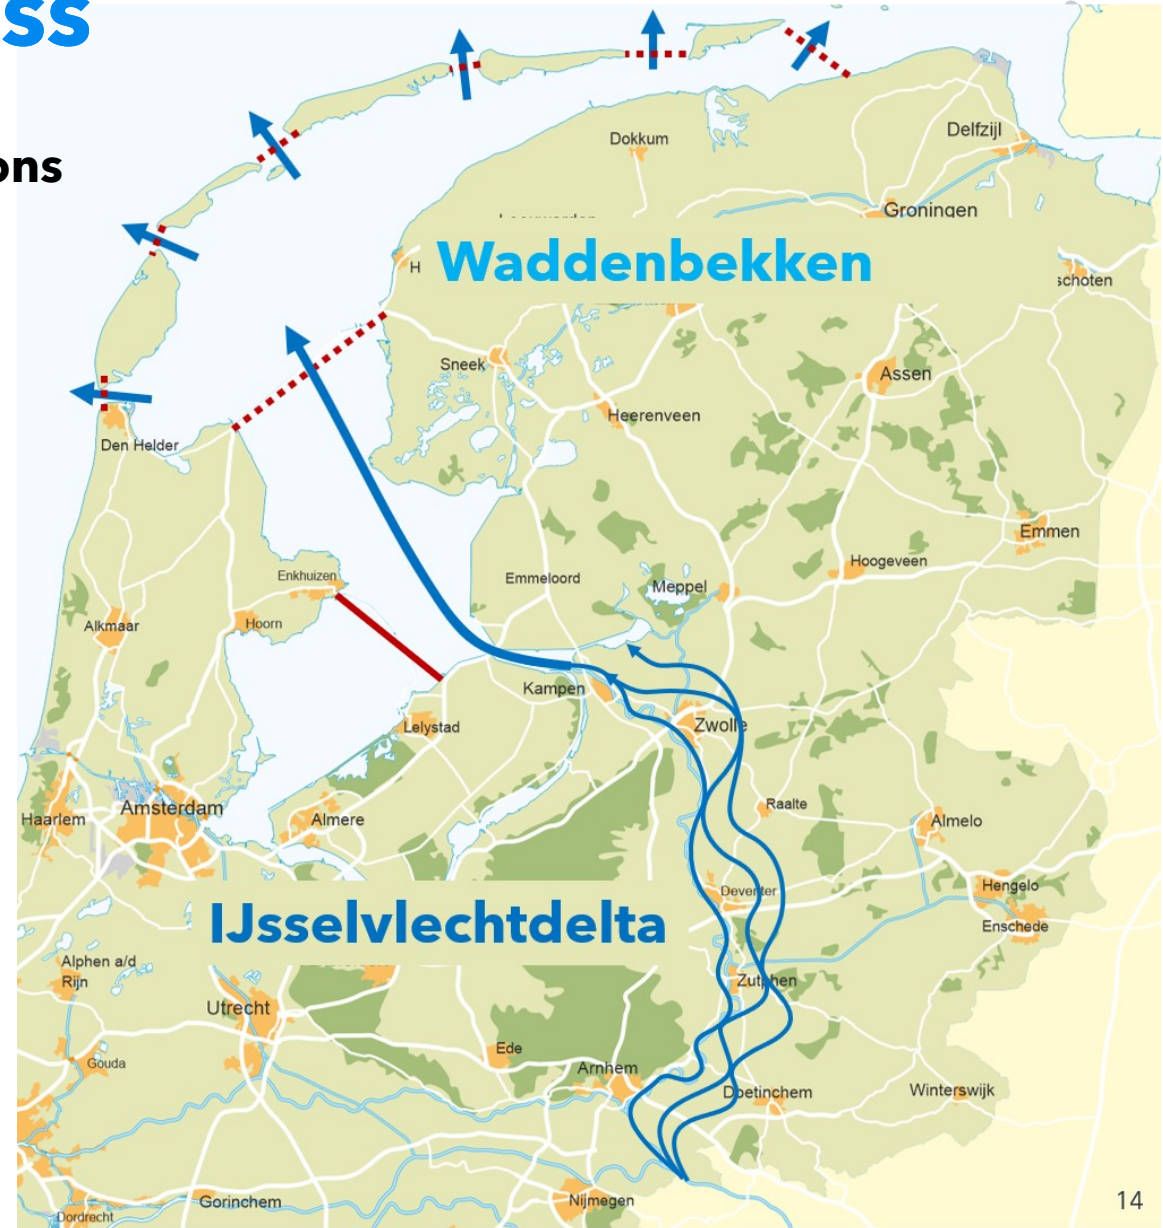 ss
ons
Dokkum
Delfzijl
Groningen
Waddenbekken
H
schoten
Sneek
Assen
Heerenveen
Den Helder
Emmen
Hoogeveen
Enkhuizen
Emmeloord
Meppel
Alkmaar
Hoorn
Kampen
Lelystad
Zwolle
Raalte
Amsterdam
Haarlem
Almere
Almelo
Hengelo
Deventer
IJsselvlechtdelta
Enschede
Alphen a/d
Rijn
Zutphen
Utrecht
Ede
Gouda
Arnhem
Doetinchem
Winterswijk
Gorinchem
Nijmegen
14
Dordrecht